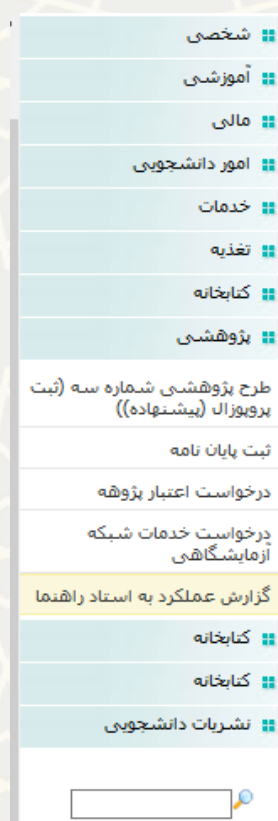 شخصی
آموزشی
مالی
امور دانشجویی
خدمات
تغذیه
کتابخانه
پژوهشی
طرح پژوهشی شماره سه (ثبت
پروپوزال (پیشنهاده))
ثبت پایان نامه
درخواست اعتبار پژوهه
درخواست خدمات شبکه
آزمایشگاهی
گزارش عملکرد به استاد راهنما
کتابخانه
کتابخانه
نشریات دانشجویی